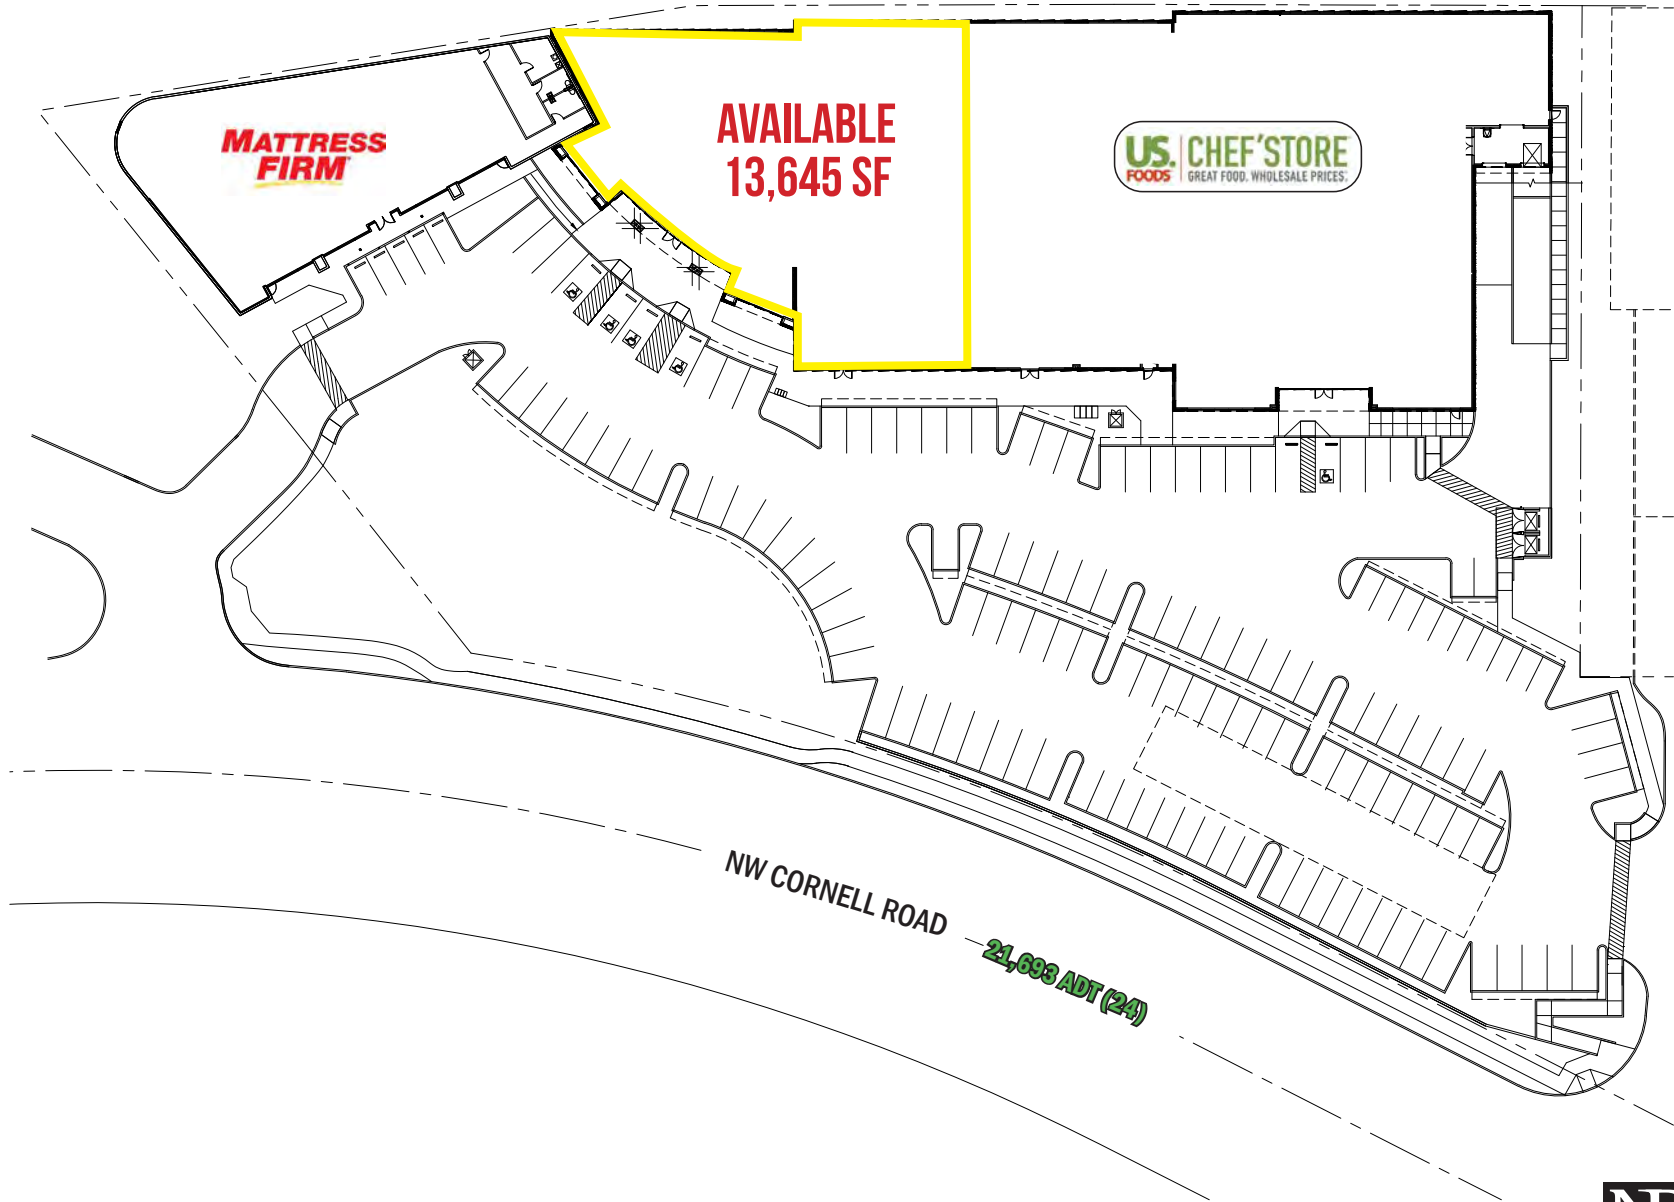 MATTRESS
FIRM
AVAILABLE
13,645 SF
US.
FOODS
CHEF'STORE
GREAT FOOD. WHOLESALE PRICES.
NW CORNELL ROAD
21,693 ADT (24)